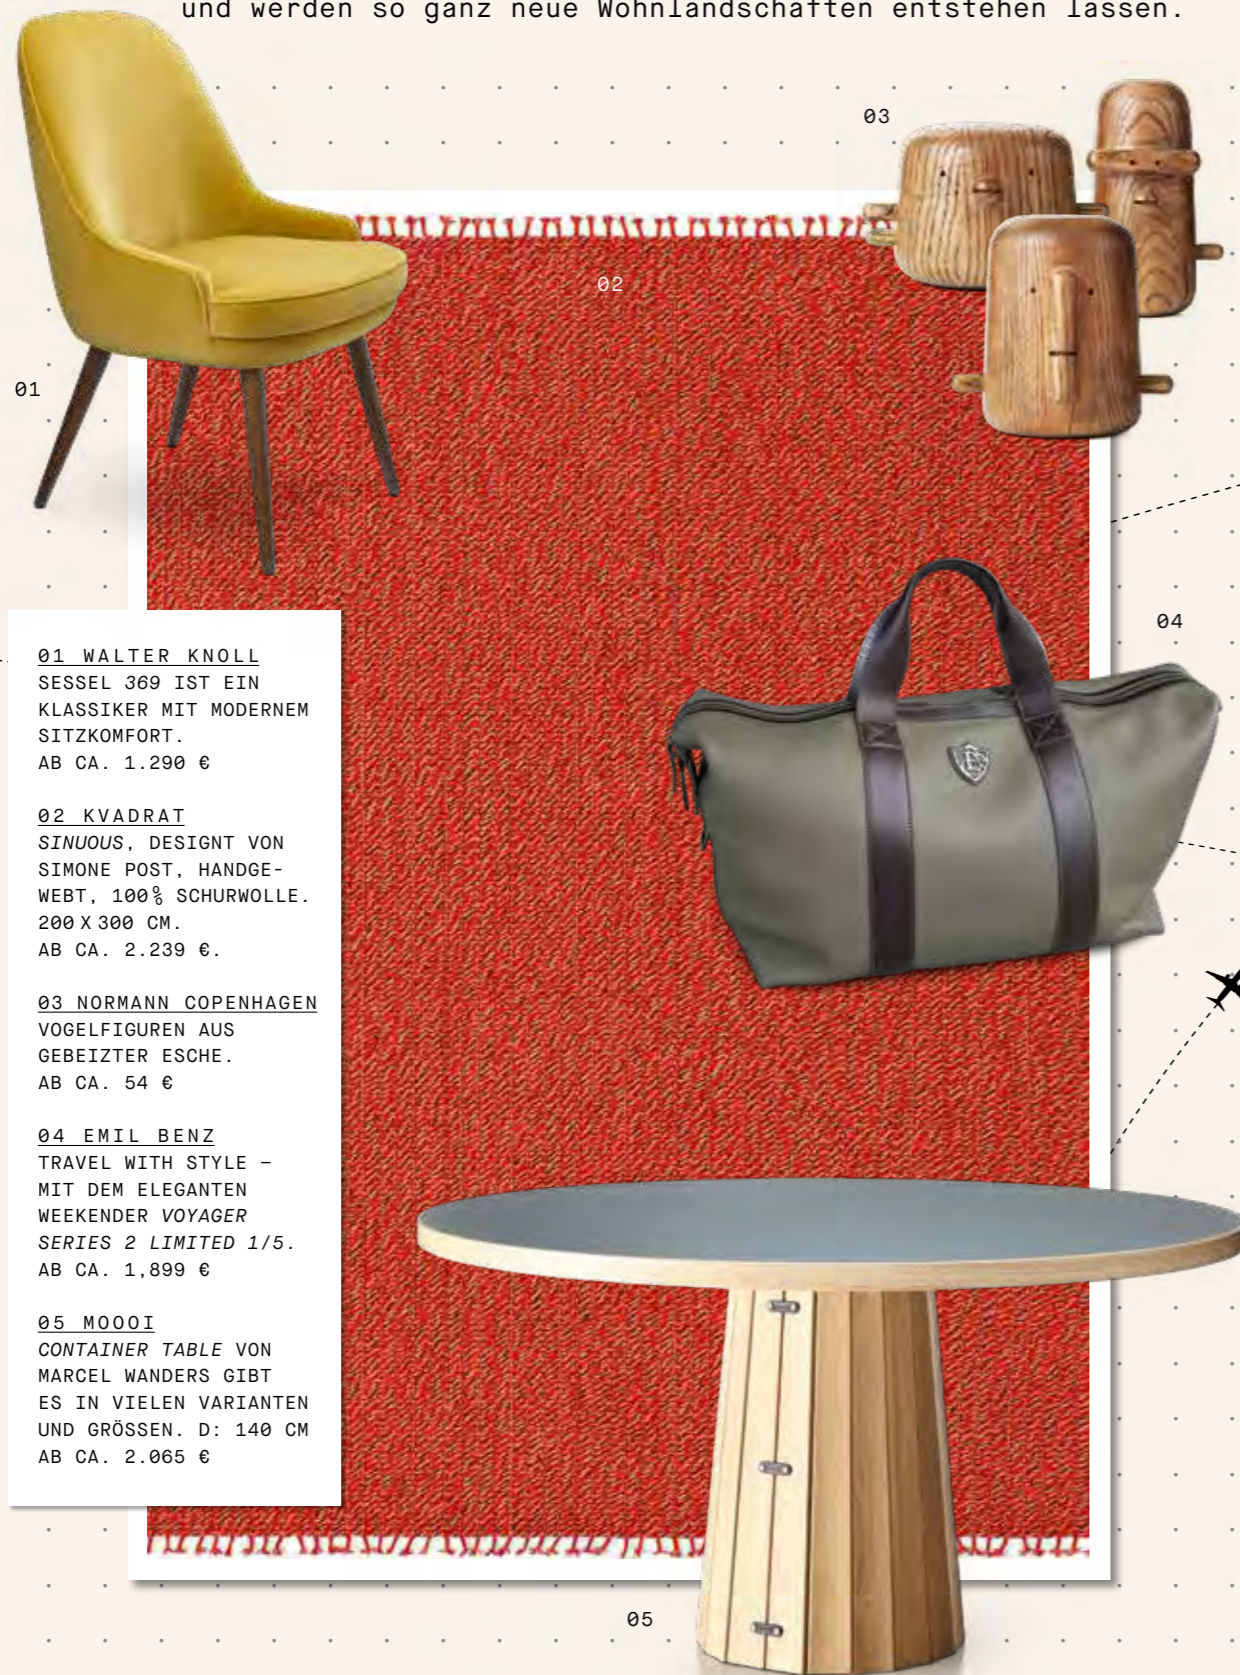 und werden so ganz neue Wohnlandschaften entstehen lassen.
03
02
01
04
01 WALTER KNOLL
SESSEL 369 IST EIN
KLASSIKER MIT MODERNEM
SITZKOMFORT.
AB CA. 1.290 €
02 KVADRAT
SINUOUS, DESIGNT VON
SIMONE POST, HANDGE-
WEBT, 100% SCHURWOLLE.
200 X 300 CM.
AB CA. 2.239 €.
03 NORMANN COPENHAGEN
VOGELFIGUREN AUS
GEBEIZTER ESCHE.
AB CA. 54 €
04 EMIL BENZ
TRAVEL WITH STYLE –
MIT DEM ELEGANTEN
WEEKENDER VOYAGER
SERIES 2 LIMITED 1/5.
AB CA. 1,899 €
05 MOOOI
CONTAINER TABLE VON
MARCEL WANDERS GIBT
ES IN VIELEN VARIANTEN
UND GRÖSSEN. D: 140 CM
AB CA. 2.065 €
05